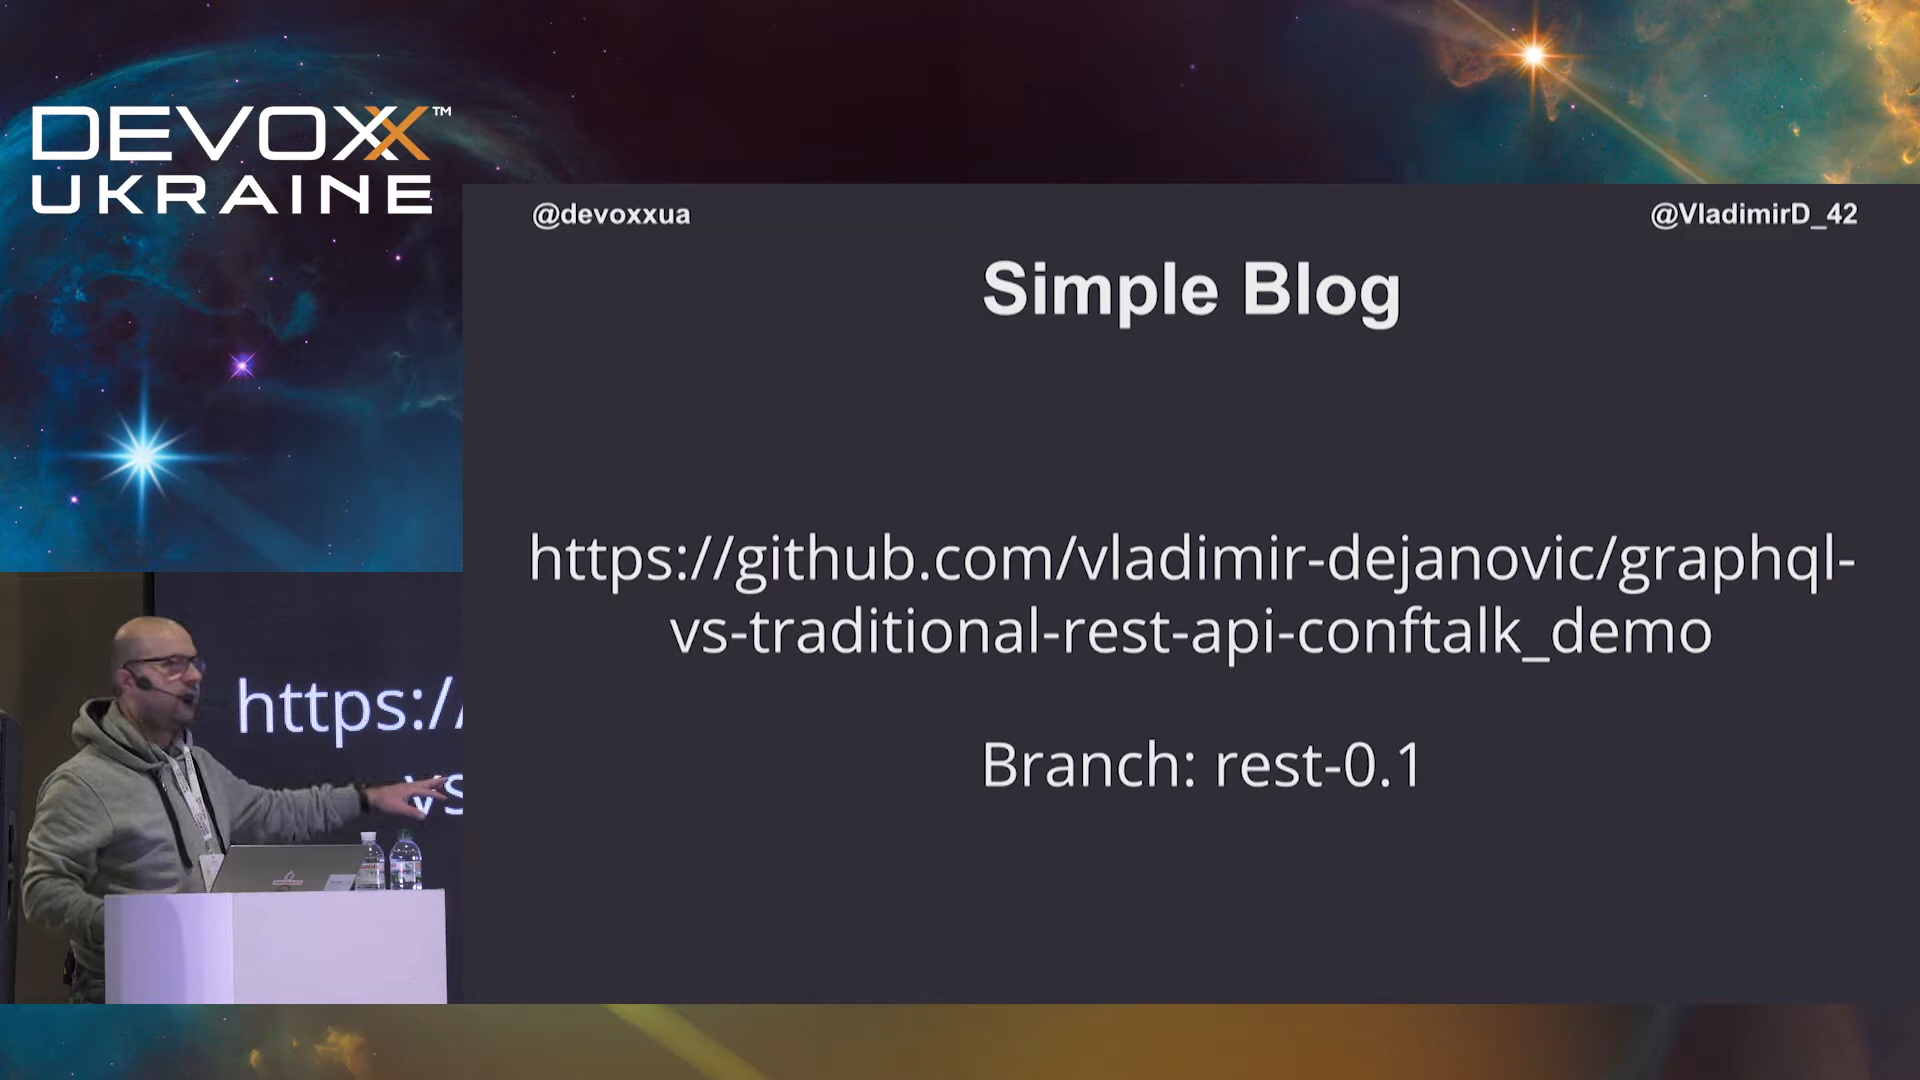 DEVOXX™
UKRAINE
@devoxxua
@VladimirD_42
Simple Blog
https://github.com/vladimir-dejanovic/graphql-
vs-traditional-rest-api-conftalk_demo
Branch: rest-0.1
https://
vs